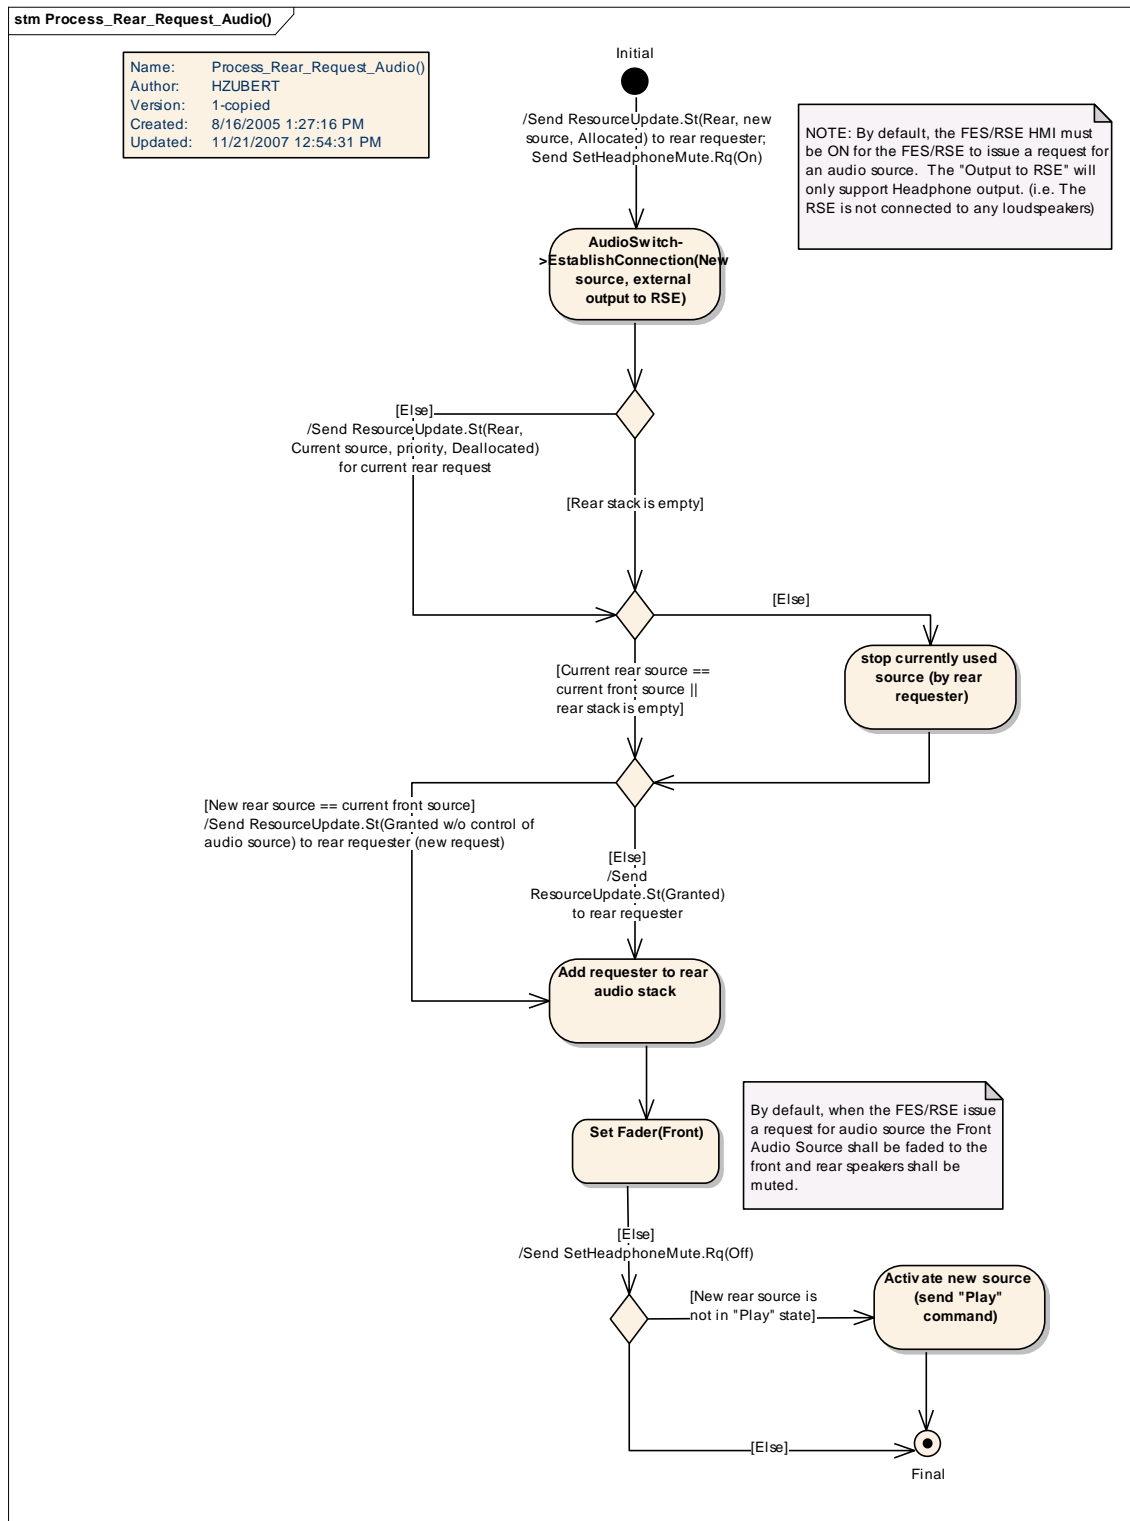 stm Process_Rear_Request_Audio()
Name: Process_Rear_Request_Audio()
Author: HZUBERT
Version: 1-copied
Created: 8/16/2005 1:27:16 PM
Updated: 11/21/2007 12:54:31 PM
Initial
/Send ResourceUpdate.St(Rear, new
source, Allocated) to rear requester;
Send SetHeadphoneMute.Rq(On)
NOTE: By default, the FES/RSE HMI must
be ON for the FES/RSE to issue a request for
an audio source. The "Output to RSE" will
only support Headphone output. (i.e. The
RSE is not connected to any loudspeakers)
AudioSwitch-
>EstablishConnection(New
source, external
output to RSE)
[Else]
/Send ResourceUpdate.St(Rear,
Current source, priority, Deallocated)
for current rear request
[Rear stack is empty]
[Else]
stop currently used
source (by rear
requester)
[Current rear source ==
current front source ||
rear stack is empty]
[New rear source == current front source]
/Send ResourceUpdate.St(Granted w/o control of
audio source) to rear requester (new request)
[Else]
/Send
ResourceUpdate.St(Granted)
to rear requester
Add requester to rear
audio stack
By default, when the FES/RSE issue
a request for audio source the Front
Audio Source shall be faded to the
front and rear speakers shall be
muted.
Set Fader(Front)
[Else]
/Send SetHeadphoneMute.Rq(Off)
[New rear source is
not in "Play" state]
Activate new source
(send "Play"
command)
[Else]
Final